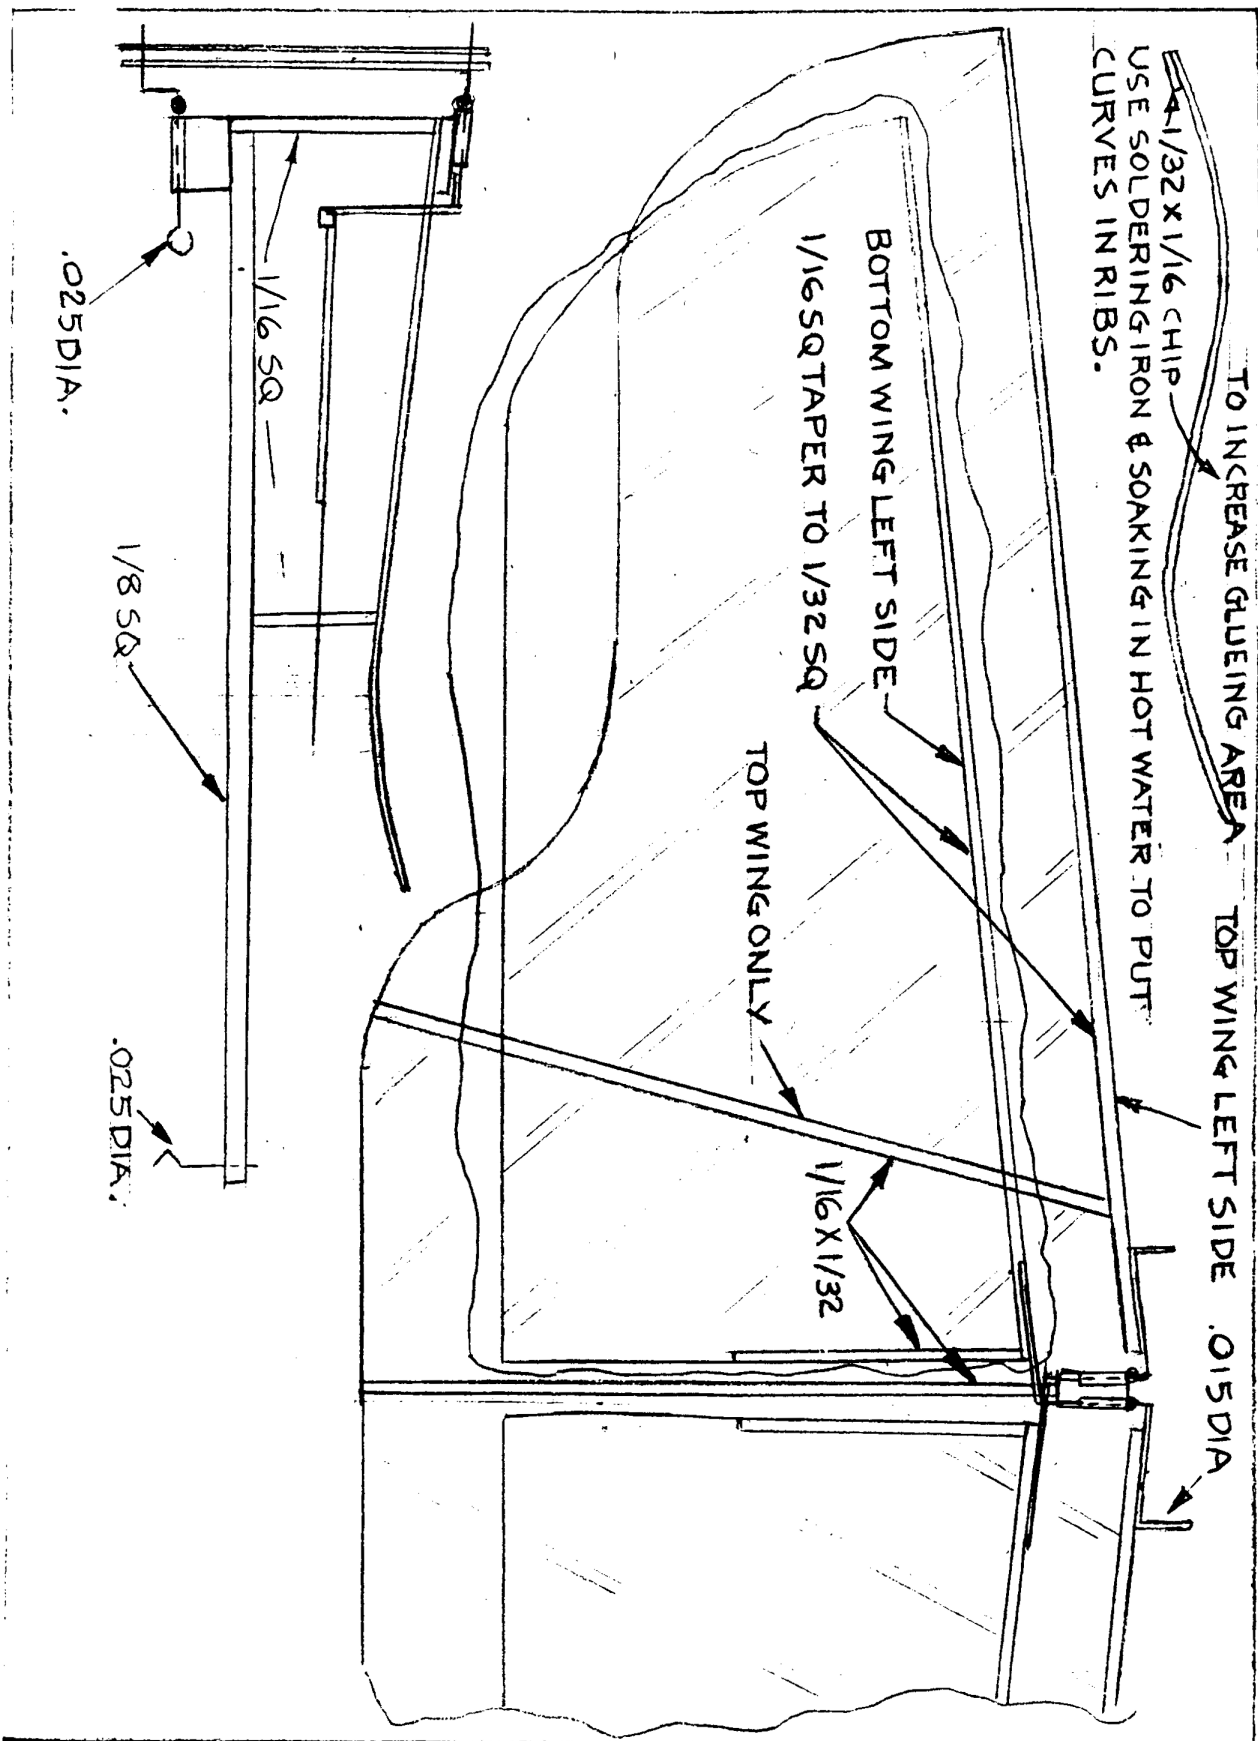 TO INCREASE GLUEING AREA
1/32X1/16 CHIP
USE SOLDERING IRON & SOAKING IN HOT WATER TO PUT
CURVES IN RIBS.
TOP WING LEFT SIDE
.015 DIA
BOTTOM WING LEFT SIDE
1/16 SQ TAPER TO 1/32 SQ
TOP WING ONLY
1/16 X 1/32
1/16 SQ
.025 DIA.
1/8 SQ
.025 DIA.